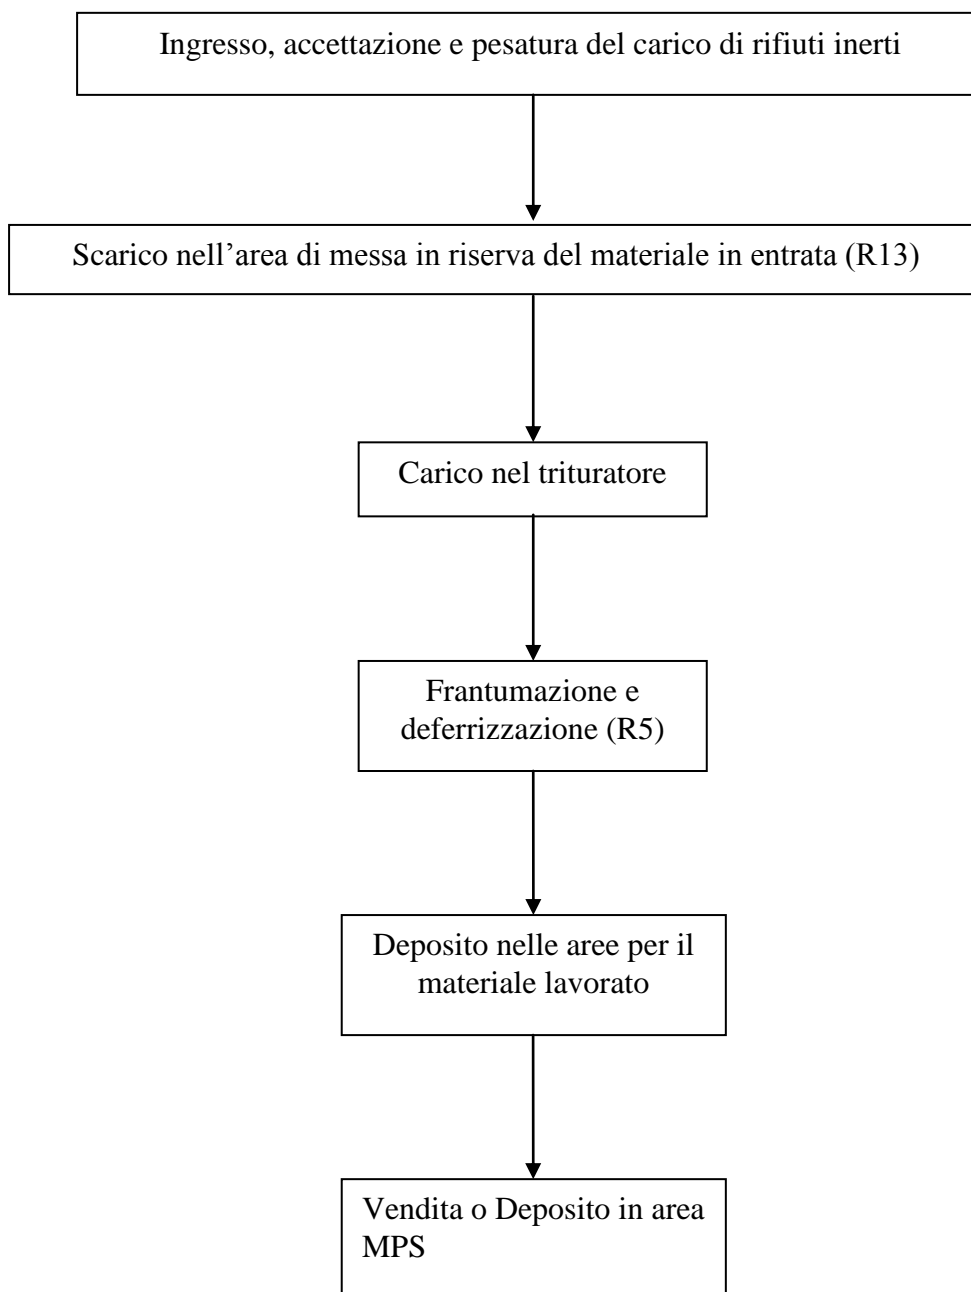 Ingresso, accettazione e pesatura del carico di rifiuti inerti
Scarico nell’area di messa in riserva del materiale in entrata (R13)
Carico nel trituratore
Frantumazione e
deferrizzazione (R5)
Deposito nelle aree per il
materiale lavorato
Vendita o Deposito in area
MPS